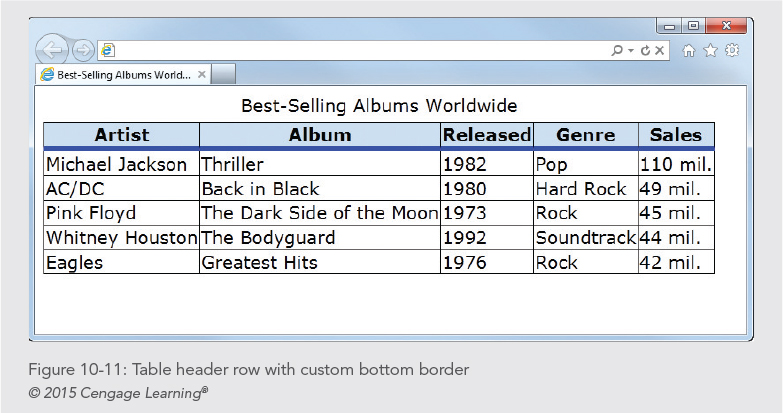 Best-Selling Albums World...
Best-Selling Albums Worldwide
Artist Album Released Genre Sales
Michael Jackson Thriller 1982 Pop 110 mil.
AC/DC Back in Black 1980 Hard Rock 49 mil.
Pink Floyd The Dark Side of the Moon 1973 Rock 45 mil.
Whitney Houston The Bodyguard 1992 Soundtrack 44 mil.
Eagles Greatest Hits 1976 Rock 42 mil.
Figure 10-11: Table header row with custom bottom border
© 2015 Cengage Learning®